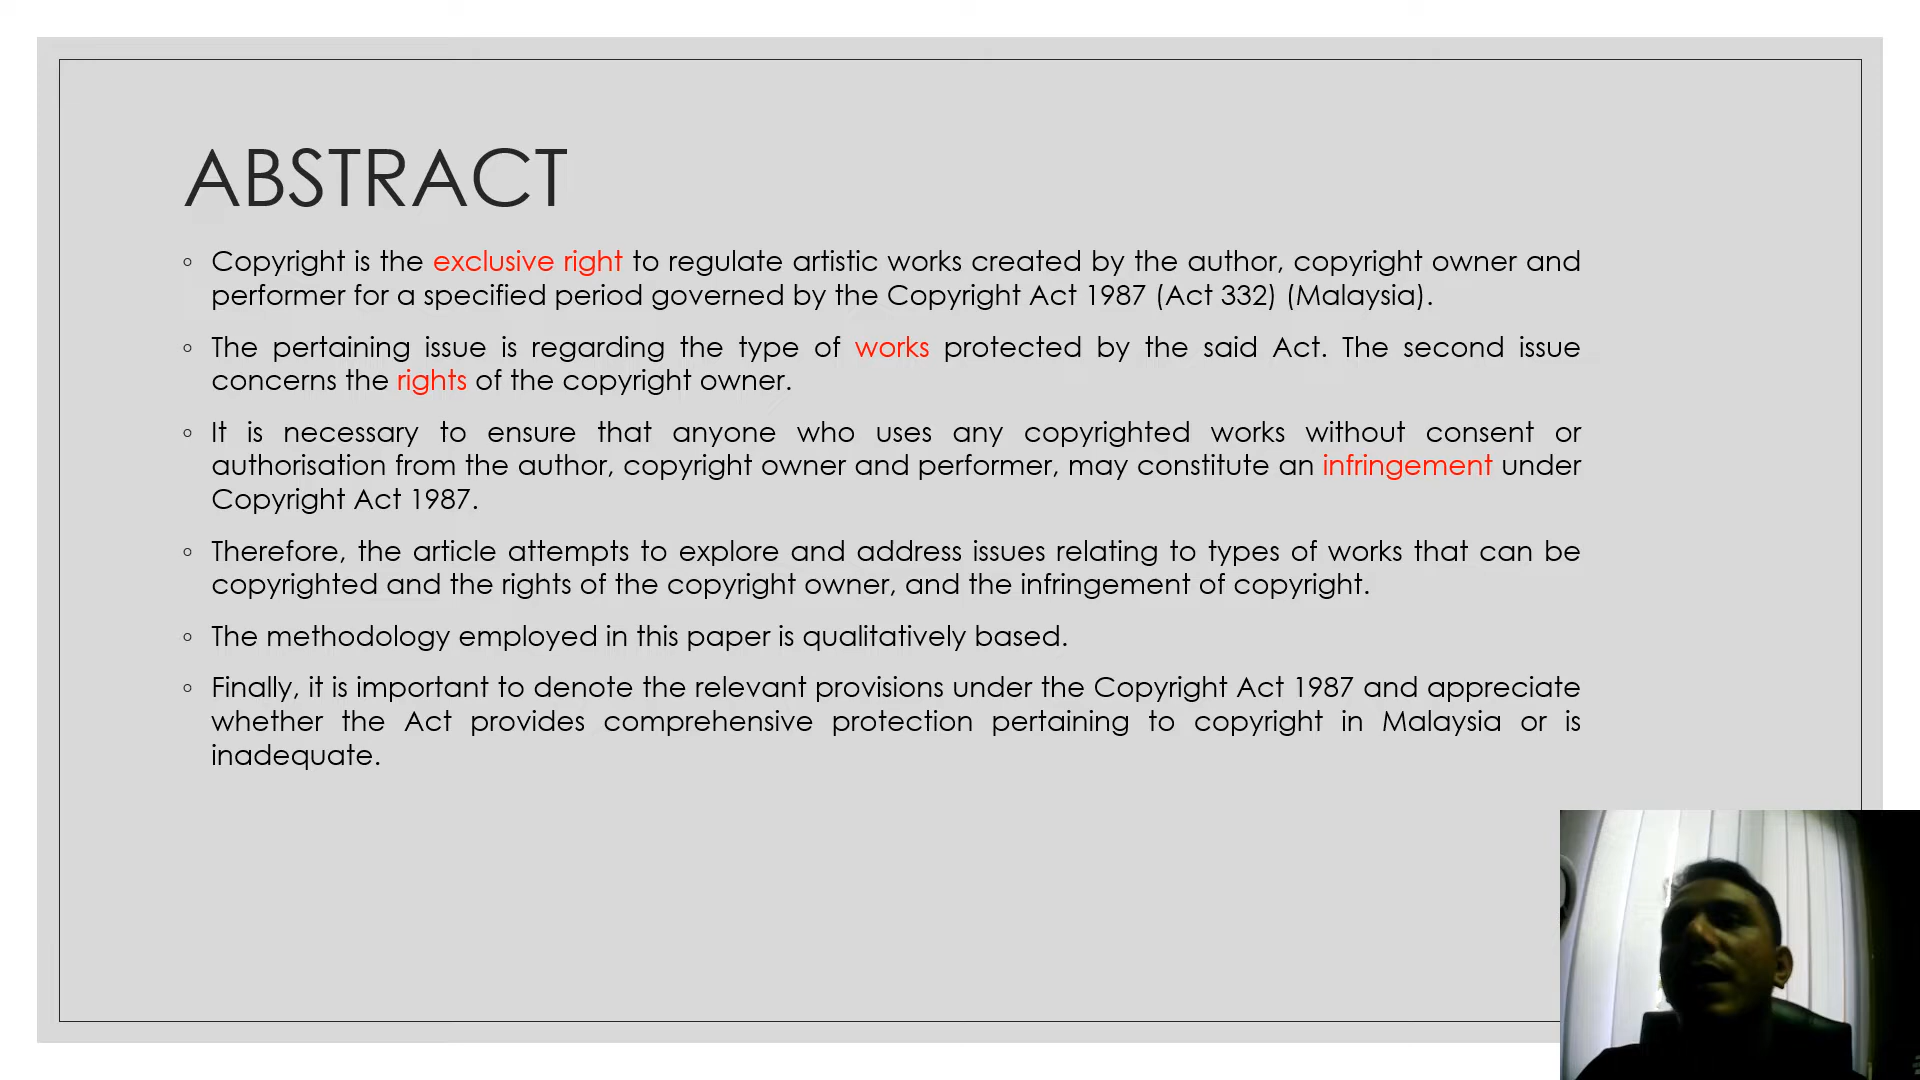 ABSTRACT
◦ Copyright is the exclusive right to regulate artistic works created by the author, copyright owner and
performer for a specified period governed by the Copyright Act 1987 (Act 332) (Malaysia).
◦ The pertaining issue is regarding the type of works protected by the said Act. The second issue
concerns the rights of the copyright owner.
◦ It is necessary to ensure that anyone who uses any copyrighted works without consent or
authorisation from the author, copyright owner and performer, may constitute an infringement under
Copyright Act 1987.
◦ Therefore, the article attempts to explore and address issues relating to types of works that can be
copyrighted and the rights of the copyright owner, and the infringement of copyright.
◦ The methodology employed in this paper is qualitatively based.
◦ Finally, it is important to denote the relevant provisions under the Copyright Act 1987 and appreciate
whether the Act provides comprehensive protection pertaining to copyright in Malaysia or is
inadequate.